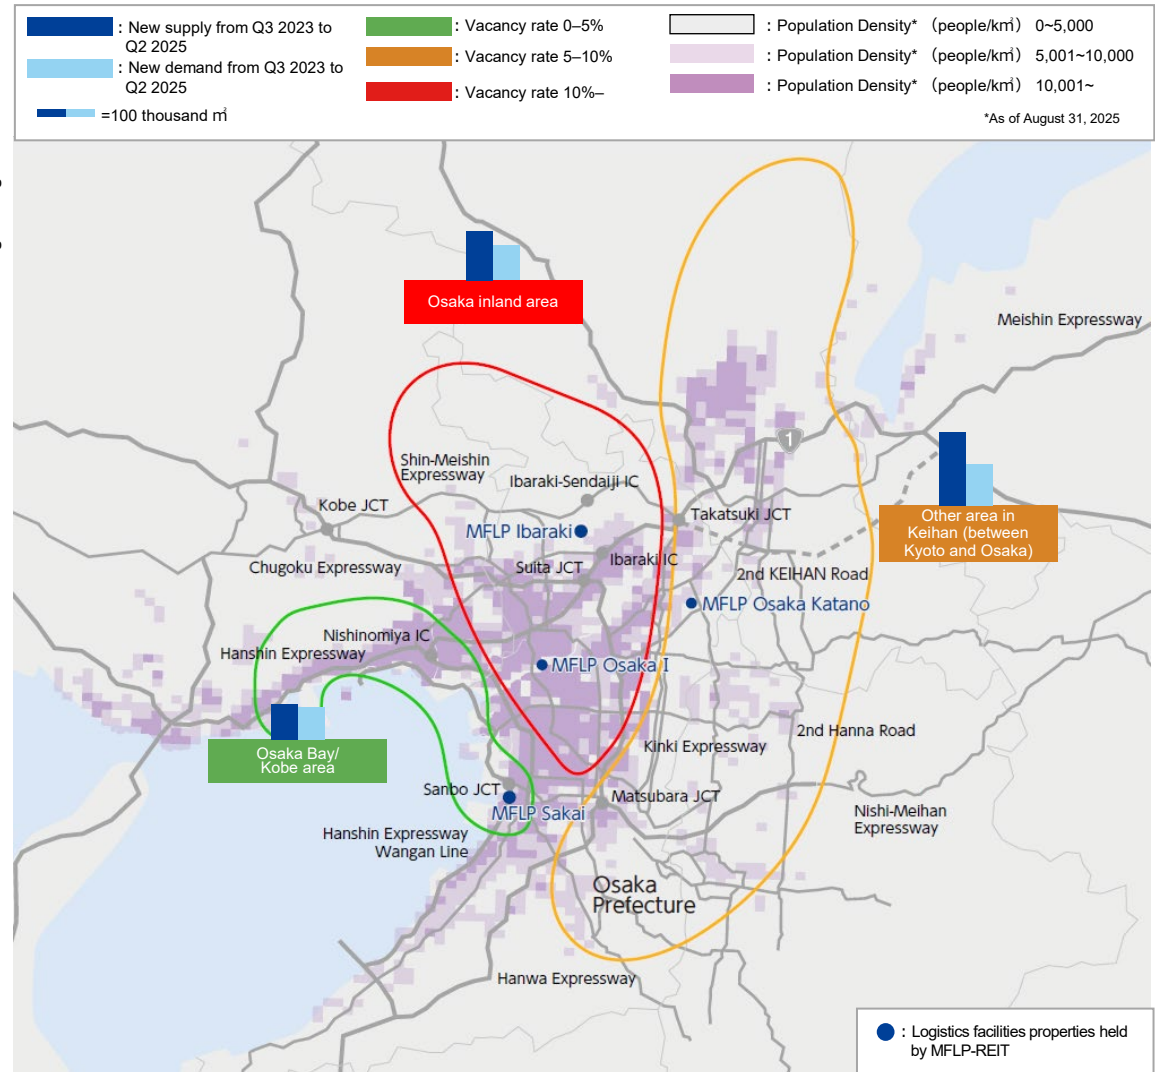 : New supply from Q3 2023 to
Q2 2025
: New demand from Q3 2023 to
Q2 2025
=100 thousand ㎡
: Vacancy rate 0–5%
: Vacancy rate 5–10%
: Vacancy rate 10%–
: Population Density* （people/k㎡） 0~5,000
: Population Density* （people/k㎡） 5,001~10,000
: Population Density* （people/k㎡） 10,001~
*As of August 31, 2025
Osaka inland area
Meishin Expressway
1
Shin-Meishin
Expressway
Ibaraki-Sendaiji IC
Kobe JCT
Takatsuki JCT
Other area in
Keihan (between
Kyoto and Osaka)
MFLP Ibaraki
Ibaraki IC
Chugoku Expressway
Suita JCT
2nd KEIHAN Road
MFLP Osaka Katano
Nishinomiya IC
Hanshin Expressway
MFLP Osaka I
2nd Hanna Road
Kinki Expressway
Osaka Bay/
Kobe area
Sanbo JCT
Matsubara JCT
MFLP Sakai
Nishi-Meihan
Expressway
Hanshin Expressway
Wangan Line
Osaka
Prefecture
Hanwa Expressway
: Logistics facilities properties held
by MFLP-REIT